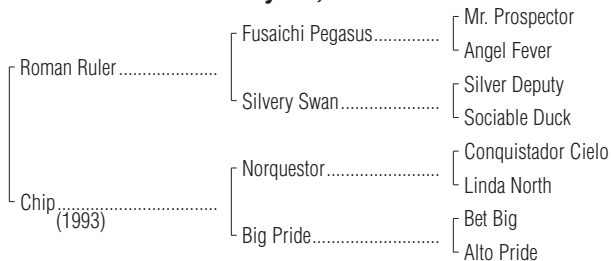 Mr. Prospector
Fusaichi Pegasus..............
Angel Fever
Roman Ruler.....................
Silver Deputy
Silvery Swan.....................
Sociable Duck
Conquistador Cielo
Norquestor........................
Linda North
Chip..................................
(1993)
Bet Big
Big Pride...........................
Alto Pride